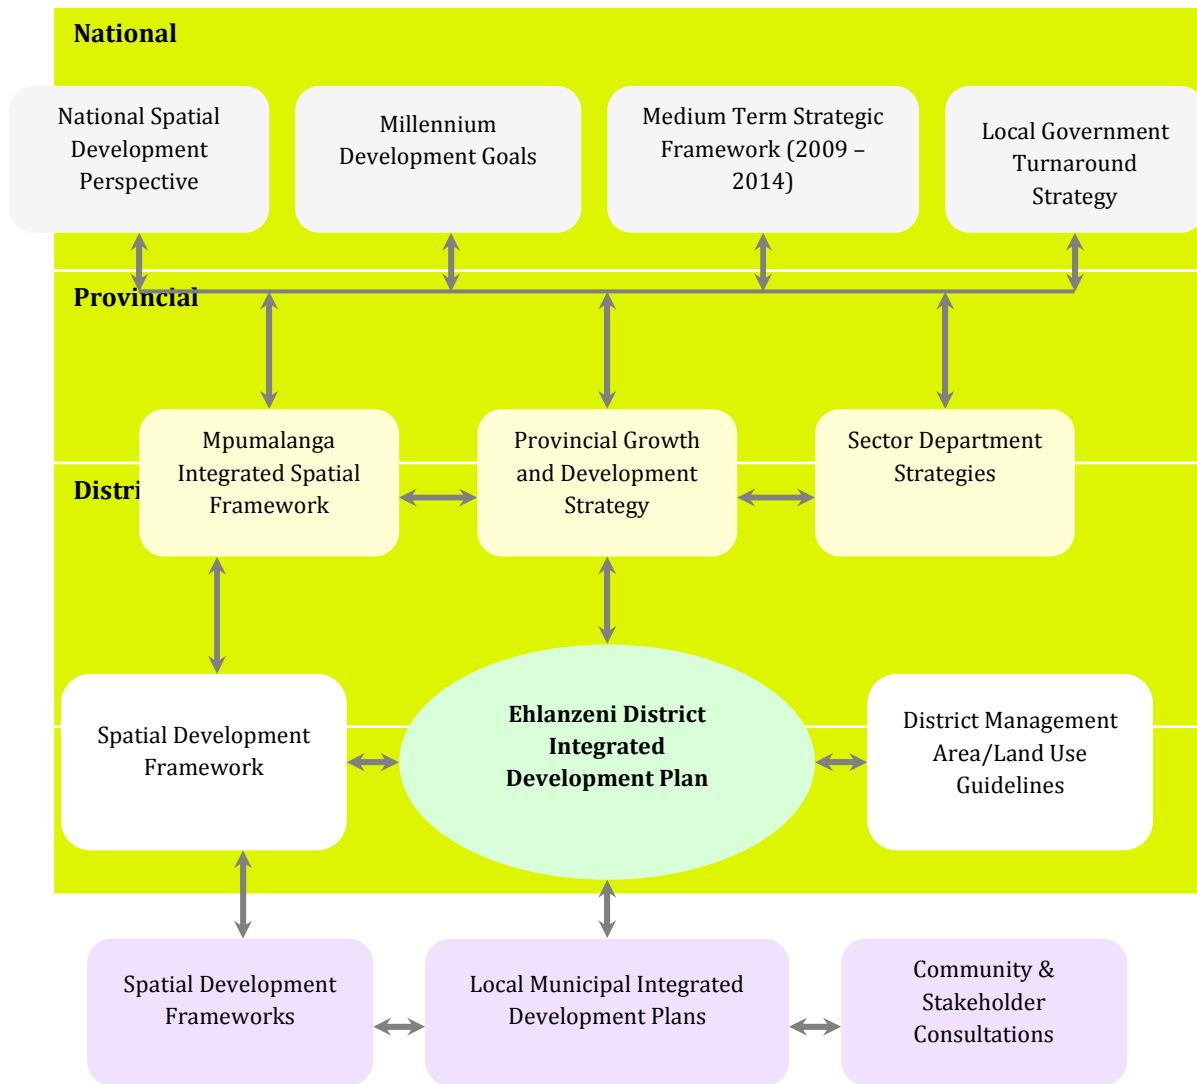 National
National Spatial
Development
Perspective
Millennium
Development Goals
Medium Term Strategic
Framework (2009 –
2014)
Local Government
Turnaround
Strategy
Provincial
Mpumalanga
Integrated Spatial
Framework
Provincial Growth
and Development
Strategy
Sector Department
Strategies
Distri
Spatial Development
Framework
Ehlanzeni District
Integrated
Development Plan
District Management
Area/Land Use
Guidelines
Spatial Development
Frameworks
Local Municipal Integrated
Development Plans
Community &
Stakeholder
Consultations